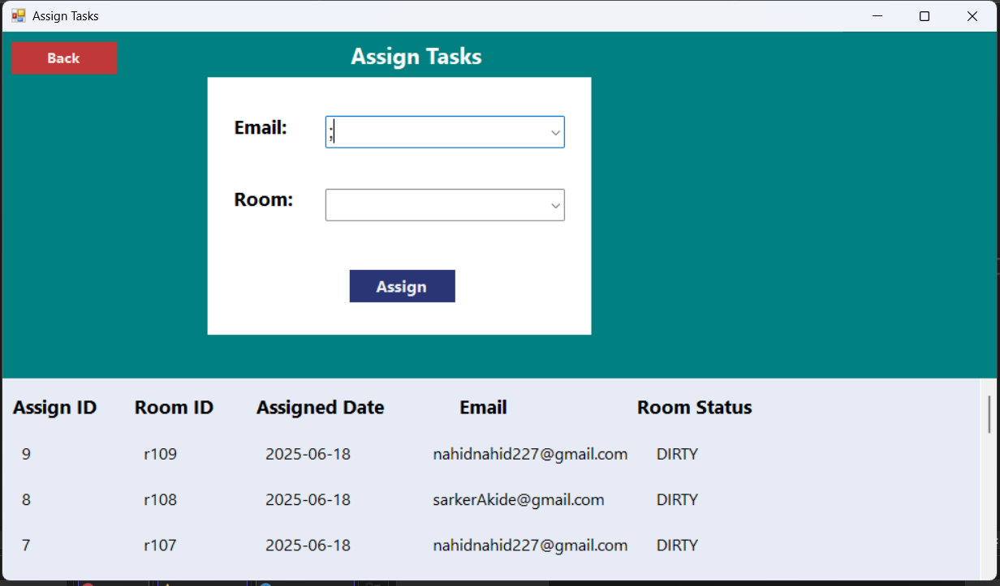 Assign Tasks
Back
Assign Tasks
Email: ;
Room:
Assign
Assign ID Room ID Assigned Date Email Room Status
9 r109 2025-06-18 nahidnahid227@gmail.com DIRTY
8 r108 2025-06-18 sarkerAkide@gmail.com DIRTY
7 r107 2025-06-18 nahidnahid227@gmail.com DIRTY